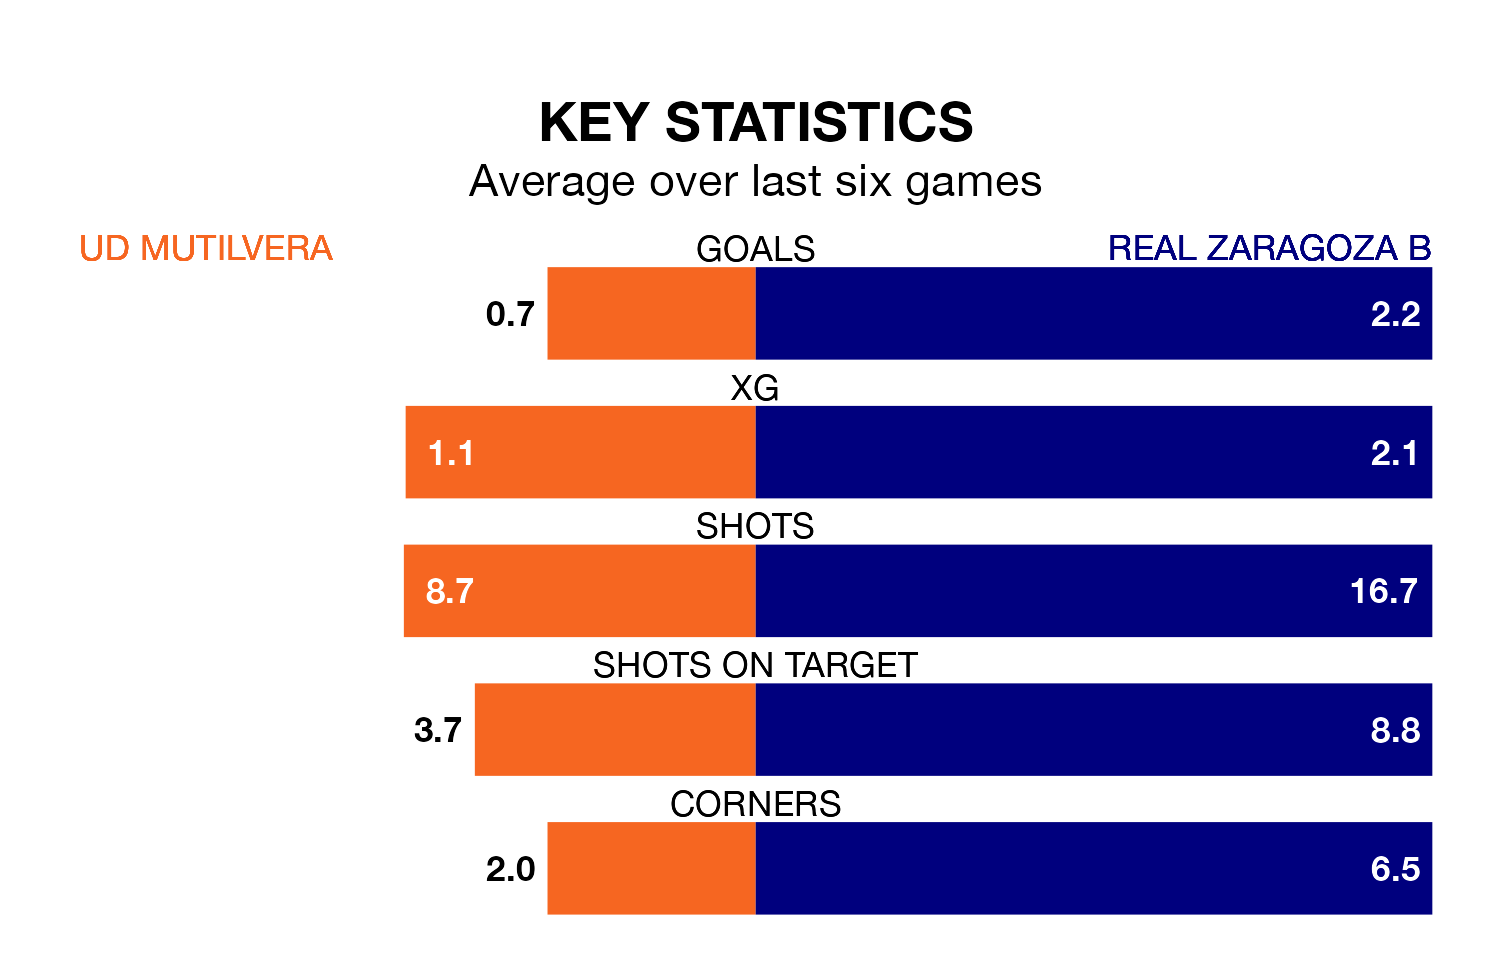 KEY STATISTICS
Average over last six games
UD MUTILVERA
GOALS
REAL ZARAGOZA B
0.7
2.2
XG
1.1
2.1
SHOTS
8.7
16.7
SHOTS ON TARGET
3.7
8.8
CORNERS
2.0
6.5